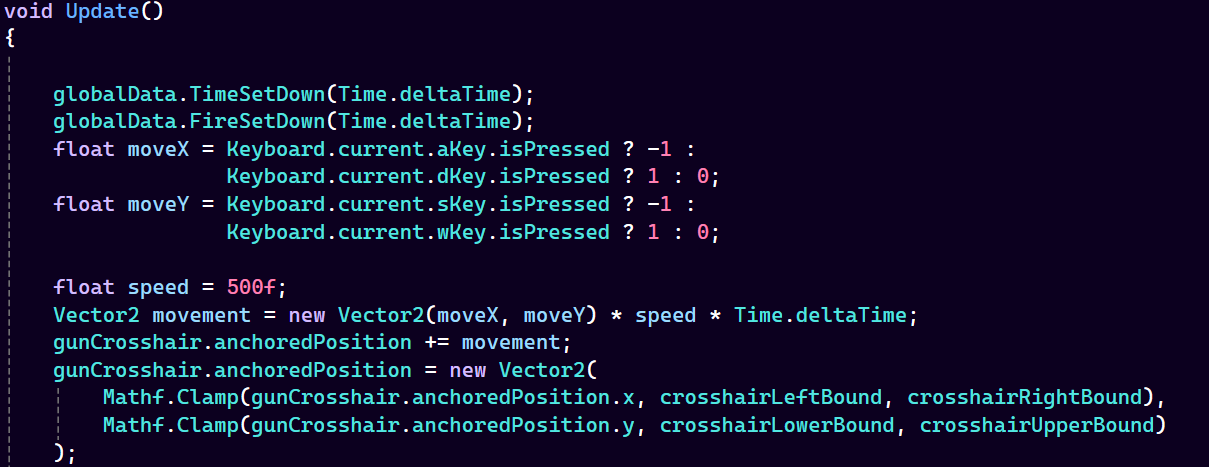 void Update()
{
globalData.TimeSetDown(Time.deltaTime);
globalData.FireSetDown(Time.deltaTime);
float moveX = Keyboard.current.aKey.isPressed ? -1 :
Keyboard.current.dKey.isPressed ? 1 : 0;
float moveY = Keyboard.current.sKey.isPressed ? -1 :
Keyboard.current.wKey.isPressed ? 1 : 0;
float speed = 500f;
Vector2 movement = new Vector2(moveX, moveY) * speed * Time.deltaTime;
gunCrosshair.anchoredPosition += movement;
gunCrosshair.anchoredPosition = new Vector2(
Mathf.Clamp(gunCrosshair.anchoredPosition.x, crosshairLeftBound, crosshairRightBound),
Mathf.Clamp(gunCrosshair.anchoredPosition.y, crosshairLowerBound, crosshairUpperBound)
);